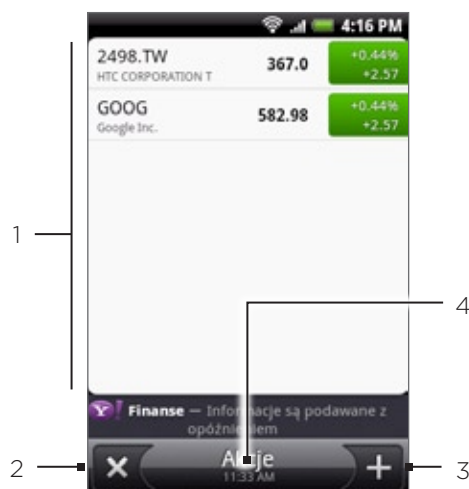 4:16 PM
2498.TW
HTC CORPORATION T
367.0
+0.44%
+2.57
GOOG
Google Inc.
582.98
+0.44%
+2.57
1
4
Y! Finanse — Informacje są podawane z
opóźnieniem
Akcje
11:33 AM
2
3